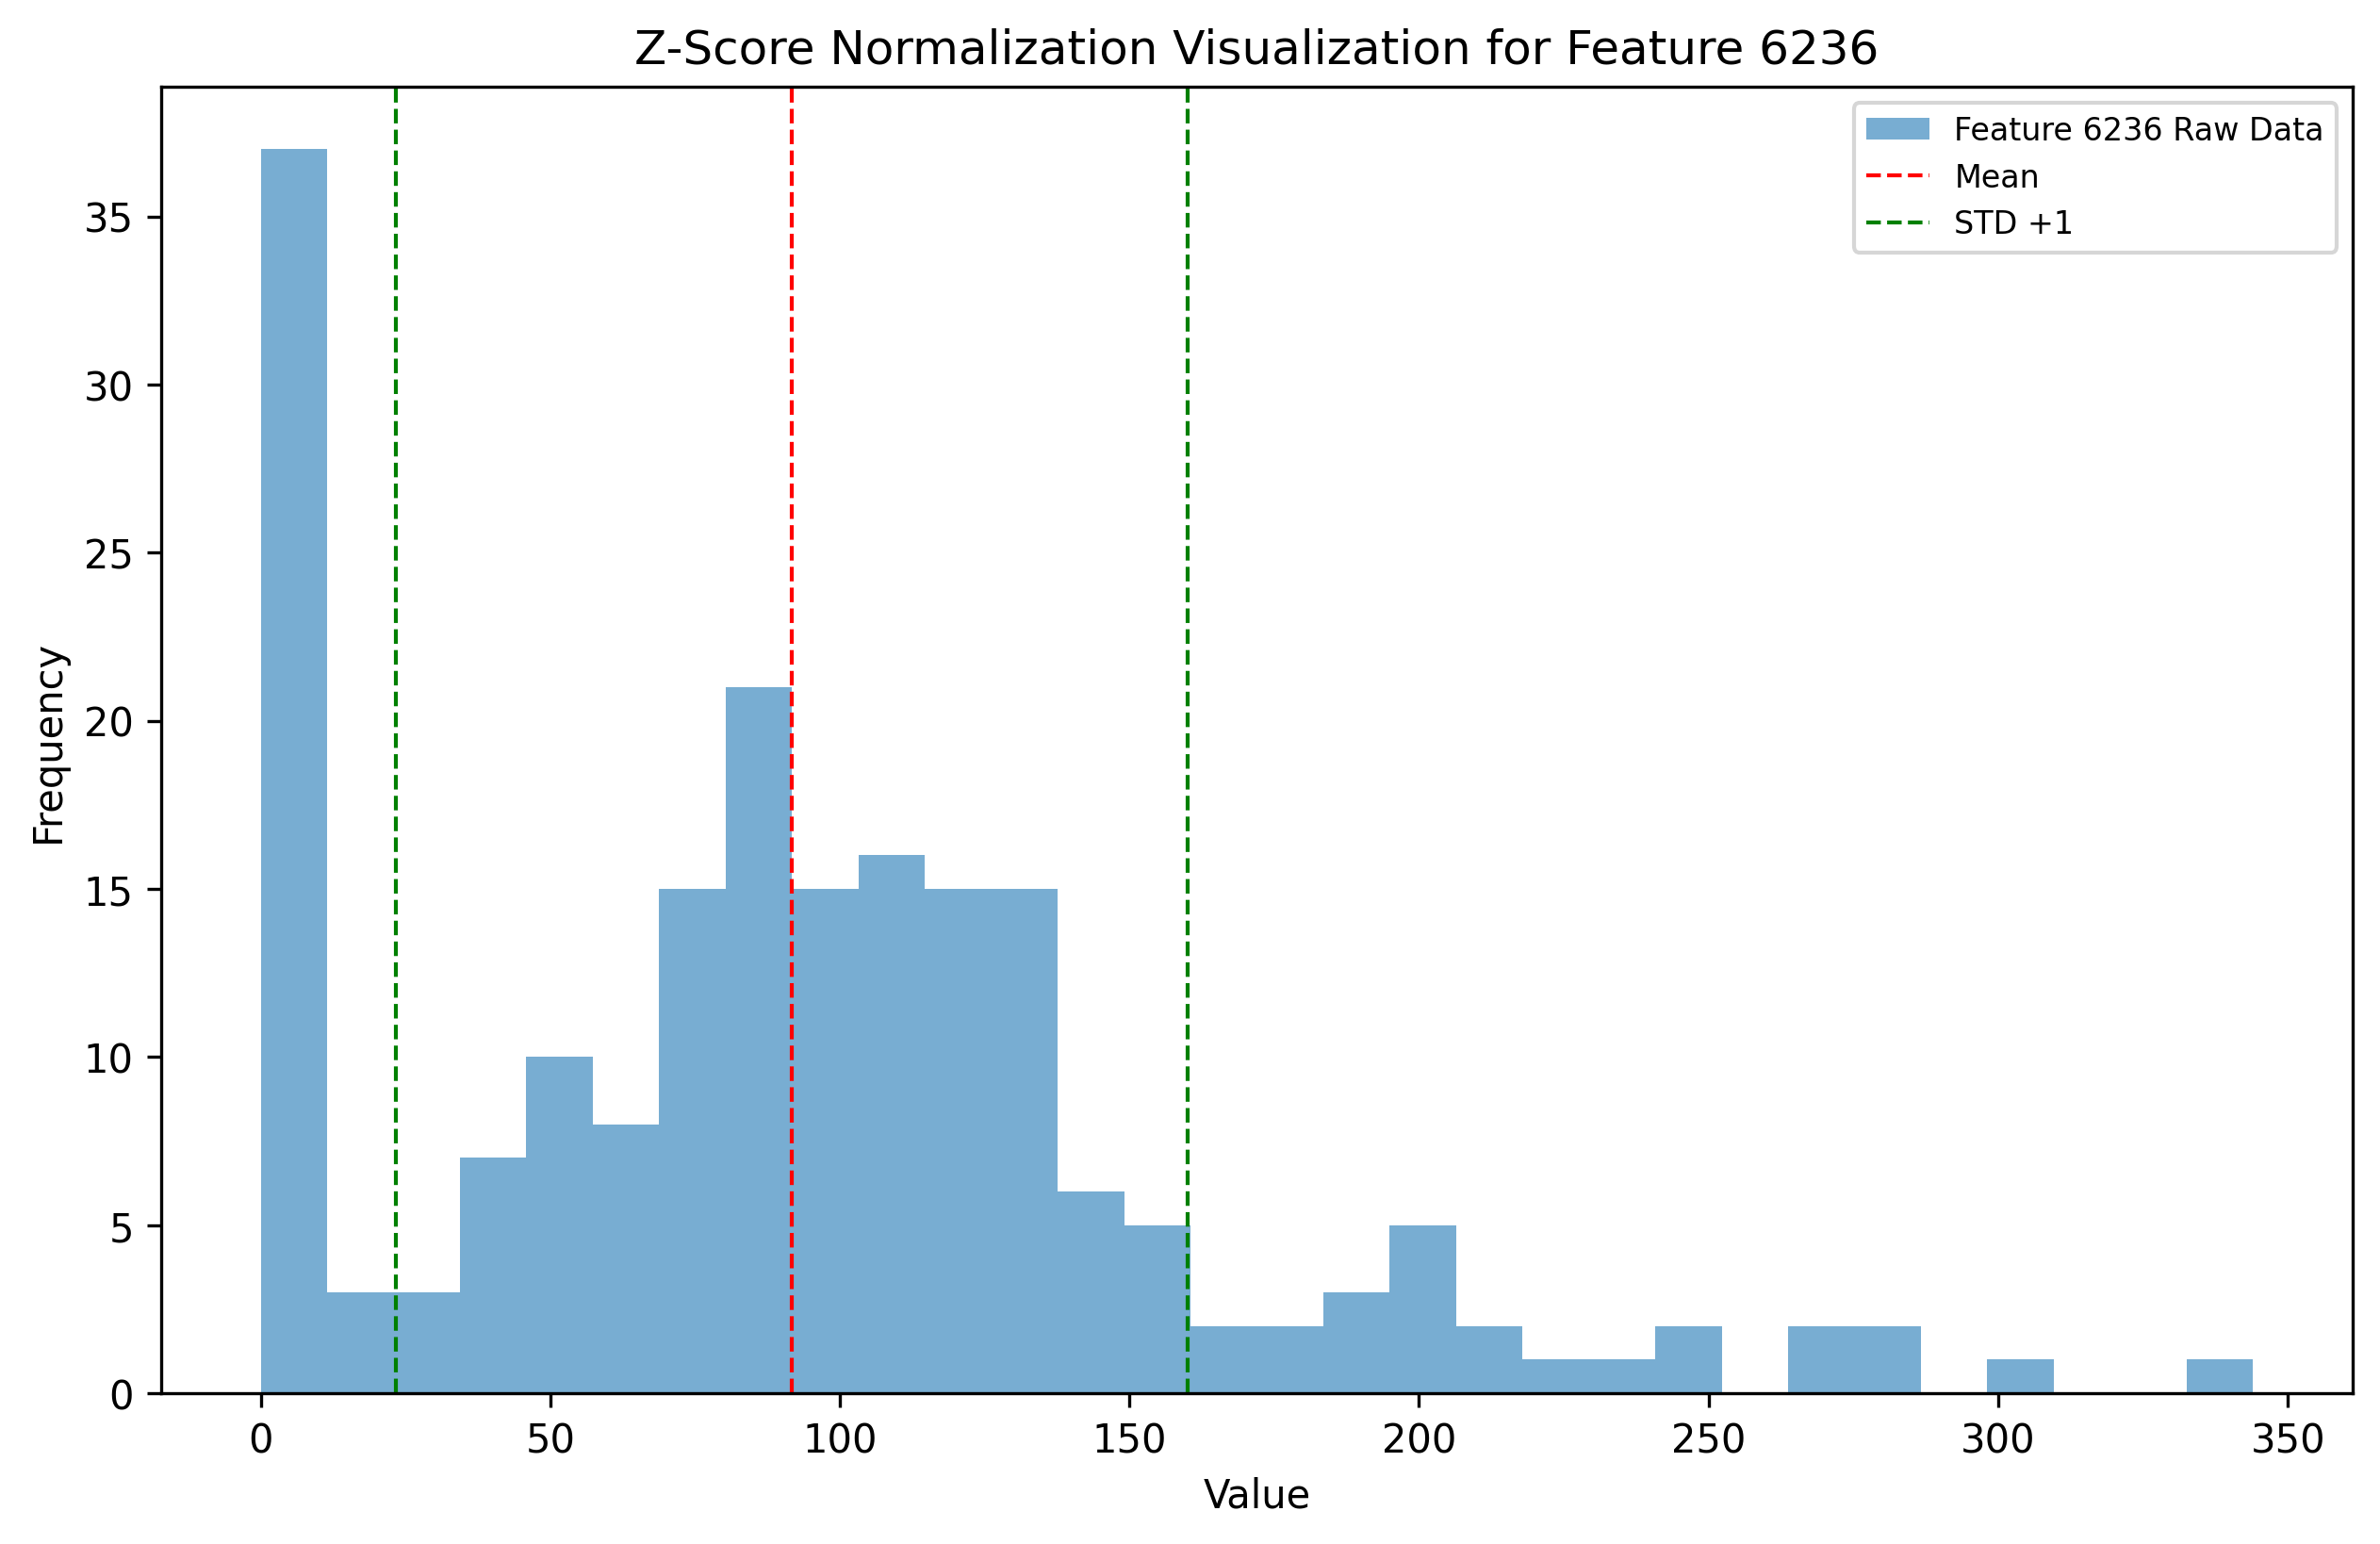 Z-Score Normalization Visualization for Feature 6236
Feature 6236 Raw Data
Mean
STD +1
Frequency
35
30
25
20
15
10
5
0
0 50 100 150 200 250 300 350
Value